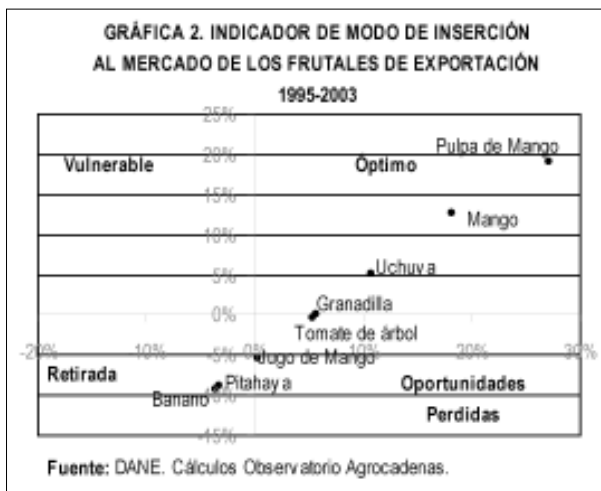 GRÁFICA 2. INDICADOR DE MODO DE INSERCIÓN
AL MERCADO DE LOS FRUTALES DE EXPORTACIÓN
1995-2003
25%
Pulpa de Mango
20%
Vulnerable Óptimo
15%
Mango
10%
Uchuva
5%
Granadilla
0%
Tomate de árbol
-20% -10% 0% 10% 20% 30%
-5% Jugo de Mango
Retirada Pitahaya Oportunidades
Banano -10%
Perdidas
-15%
Fuente: DANE. Cálculos Observatorio Agrocadenas.